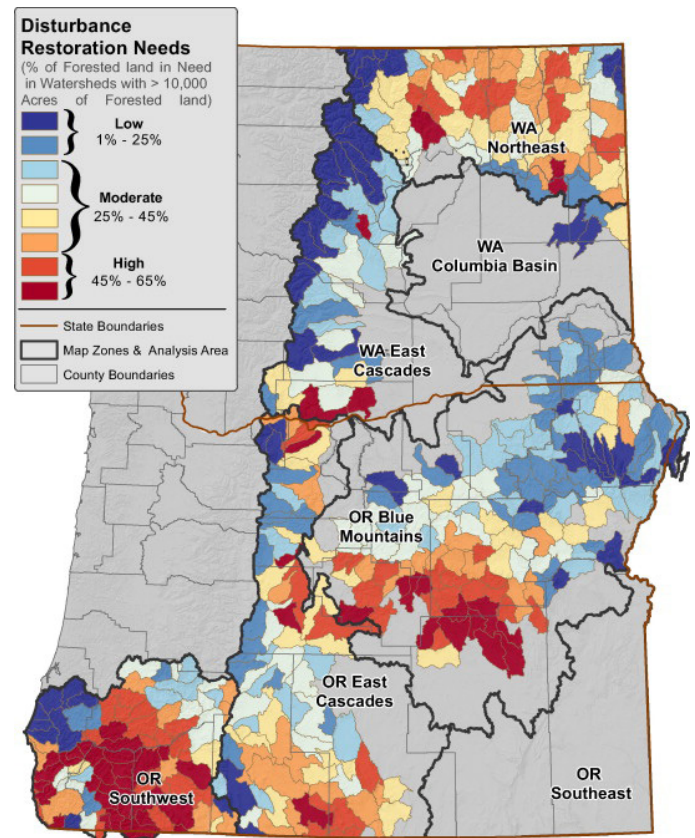 Disturbance
Restoration Needs
(% of Forested land in Need
in Watersheds with > 10,000
Acres of Forested land)
Low
1% - 25%
Moderate
25% - 45%
High
45% - 65%
State Boundaries
Map Zones & Analysis Area
County Boundaries
WA
Northeast
WA
Columbia Basin
WA East
Cascades
OR Blue
Mountains
OR East
Cascades
OR
Southwest
OR
Southeast